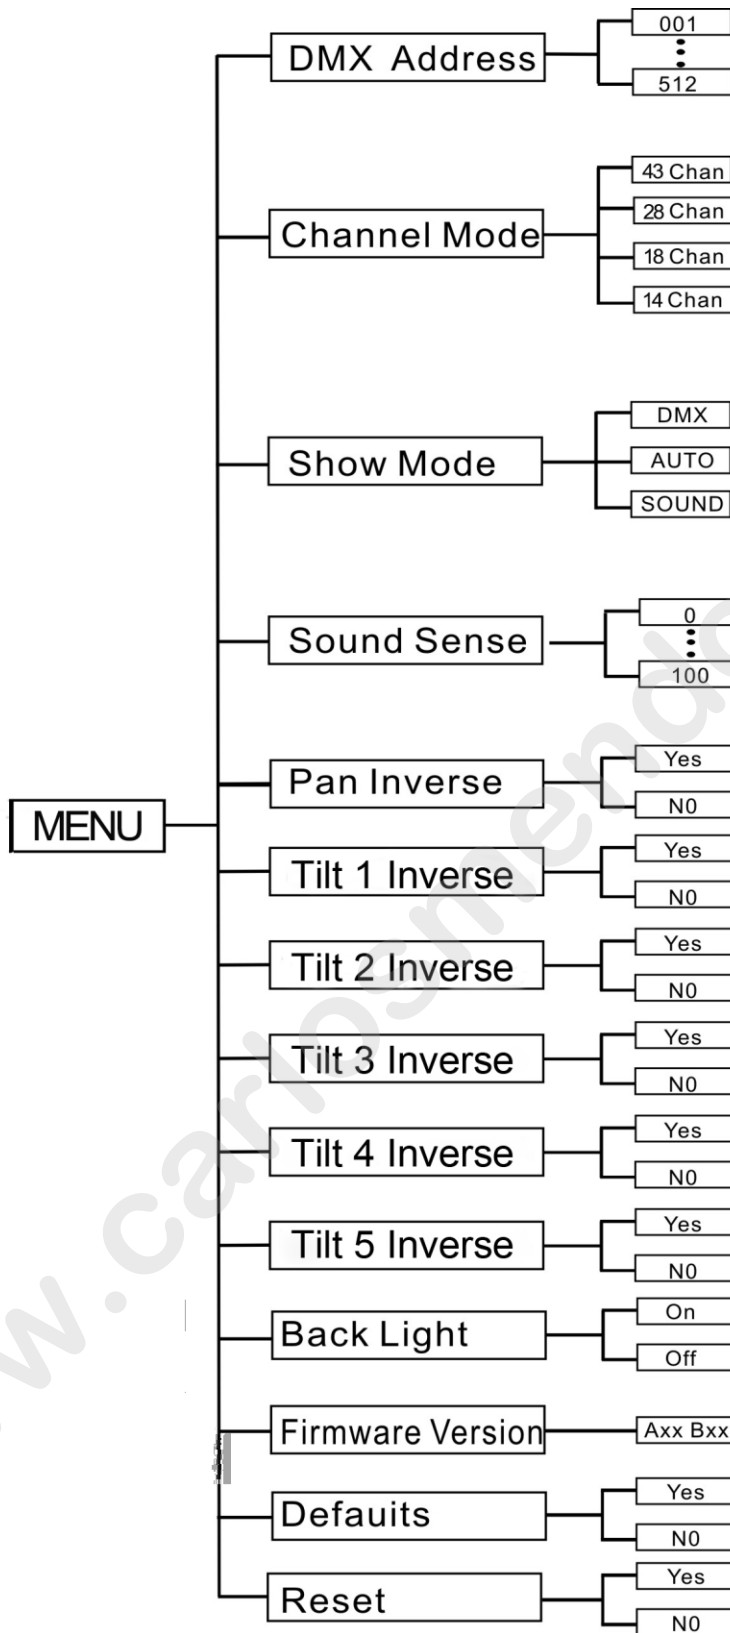 DMX Address
001
512
Channel Mode
43 Chan
28 Chan
18 Chan
14 Chan
Show Mode
DMX
AUTO
SOUND
Sound Sense
0
100
MENU
Pan Inverse
Yes
N0
Tilt 1 Inverse
Yes
N0
Tilt 2 Inverse
Yes
N0
Tilt 3 Inverse
Yes
N0
Tilt 4 Inverse
Yes
N0
Tilt 5 Inverse
Yes
N0
Back Light
On
Off
Firmware Version
Axx Bxx
Defauits
Yes
N0
Reset
Yes
N0
w.carlosmendo